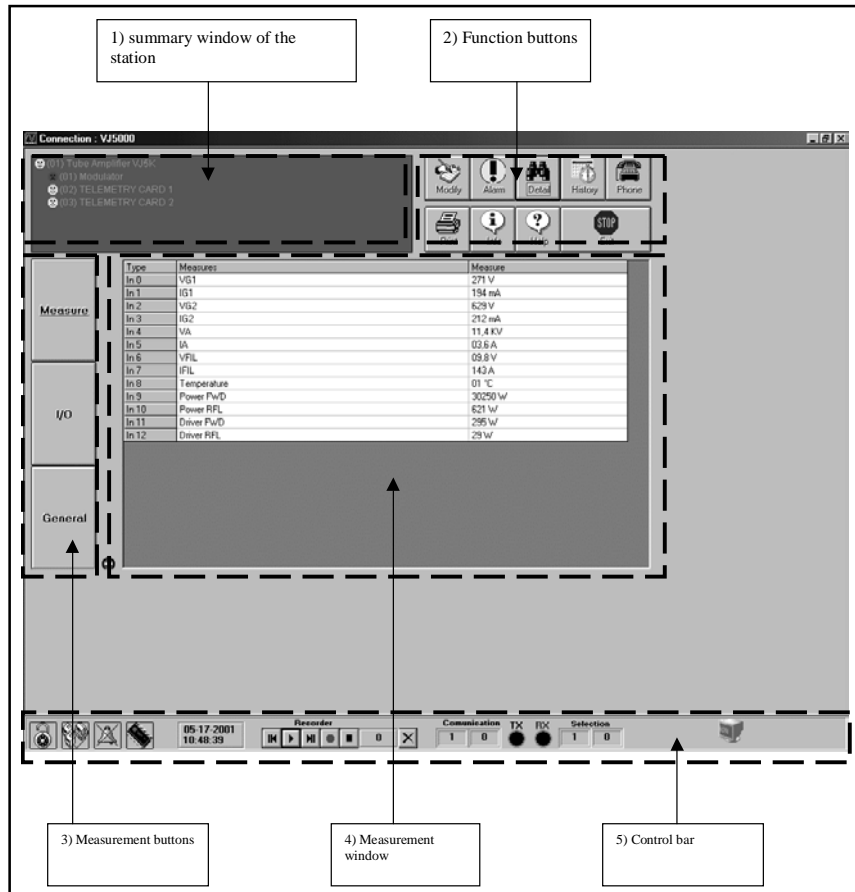 1) summary window of the
station
2) Function buttons
Connection : VJ5000
(01) Tube Amplifier VJ5K
(01) Modulator
(02) TELEMETRY CARD 1
(03) TELEMETRY CARD 2
Modify Alarm Detail History Phone
STOP
Measure
I/O
General
Type Measures Measure
In 0 VG1 271 V
In 1 IG1 194 mA
In 2 VG2 629 V
In 3 IG2 212 mA
In 4 VA 11,4 KV
In 5 IA 03,6 A
In 6 VFIL 09,8 V
In 7 IFIL 143 A
In 8 Temperature 01 °C
In 9 Power FWD 30250 W
In 10 Power RFL 621 W
In 11 Driver FwD 295 W
In 12 Driver RFL 29 W
05-17-2001
10:48:39
Recorder
0
Comunication
1 0
TX RX
Selection
1 0
3) Measurement buttons
4) Measurement
window
5) Control bar